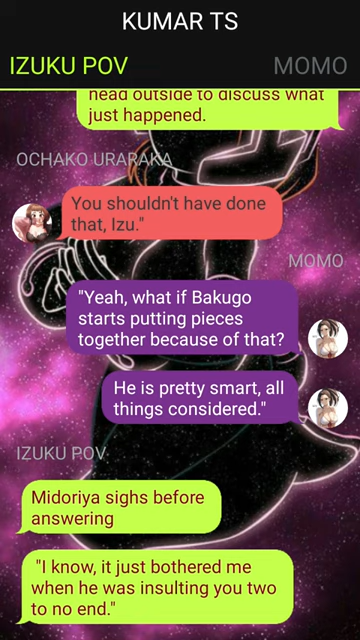 KUMAR TS
IZUKU POV
MOMO
head outside to discuss what
just happened.
OCHAKO URARAKA
You shouldn't have done
that, Izu."
MOMO
"Yeah, what if Bakugo
starts putting pieces
together because of that?
He is pretty smart, all
things considered."
IZUKU POV
Midoriya sighs before
answering
"I know, it just bothered me
when he was insulting you two
to no end."